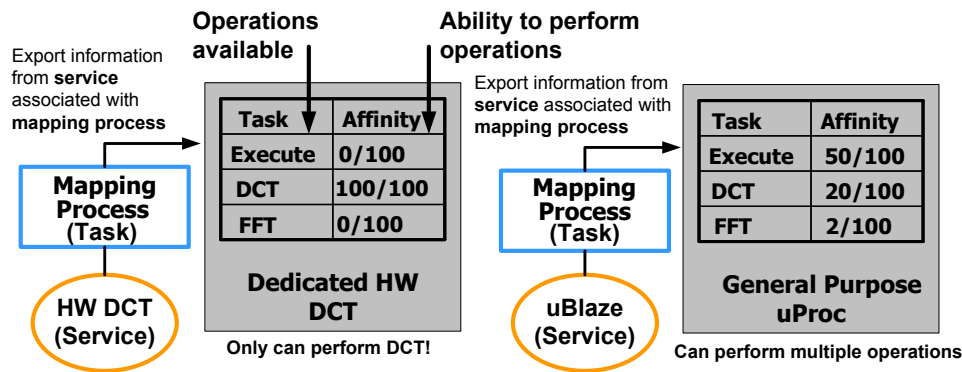 Operations
available
Ability to perform
operations
Export information
from service
associated with
mapping process
Task Affinity
Execute 0/100
DCT 100/100
FFT 0/100
Mapping
Process
(Task)
HW DCT
(Service)
Dedicated HW
DCT
Only can perform DCT!
Export information from
service associated with
mapping process
Task Affinity
Execute 50/100
DCT 20/100
FFT 2/100
Mapping
Process
(Task)
uBlaze
(Service)
General Purpose
uProc
Can perform multiple operations